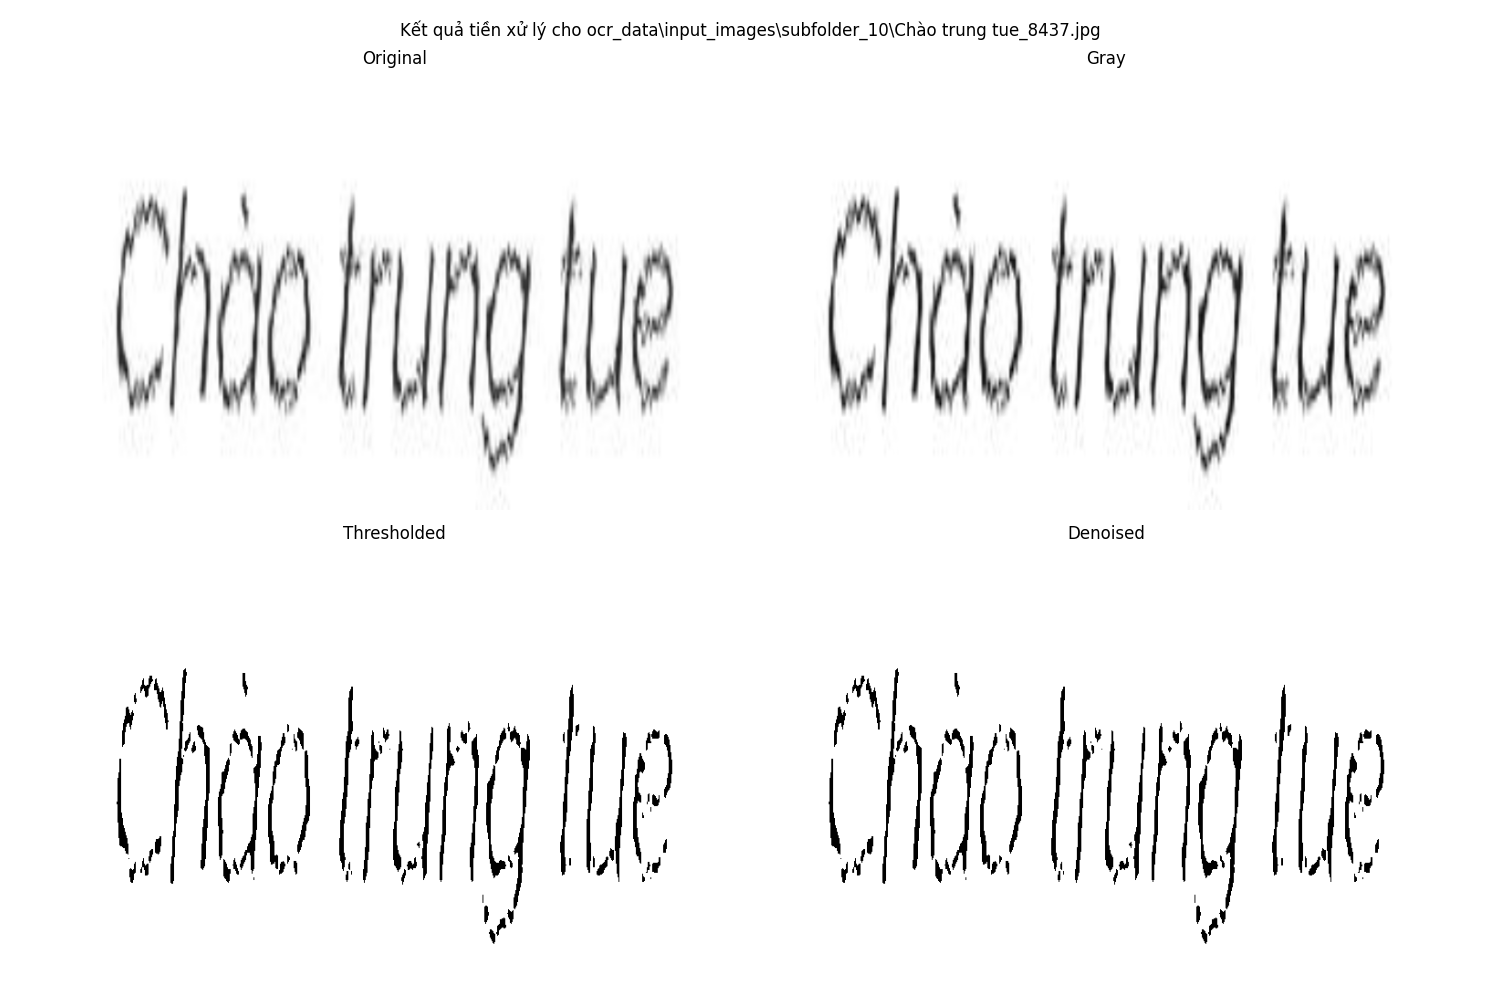 Kết quả tiền xử lý cho ocr_data\input_images\subfolder_10\Chào trung tue_8437.jpg
Original
Gray
Chào trung tue
Chào trung tue
Thresholded
Denoised
Chào trung tue
Chào trung tue